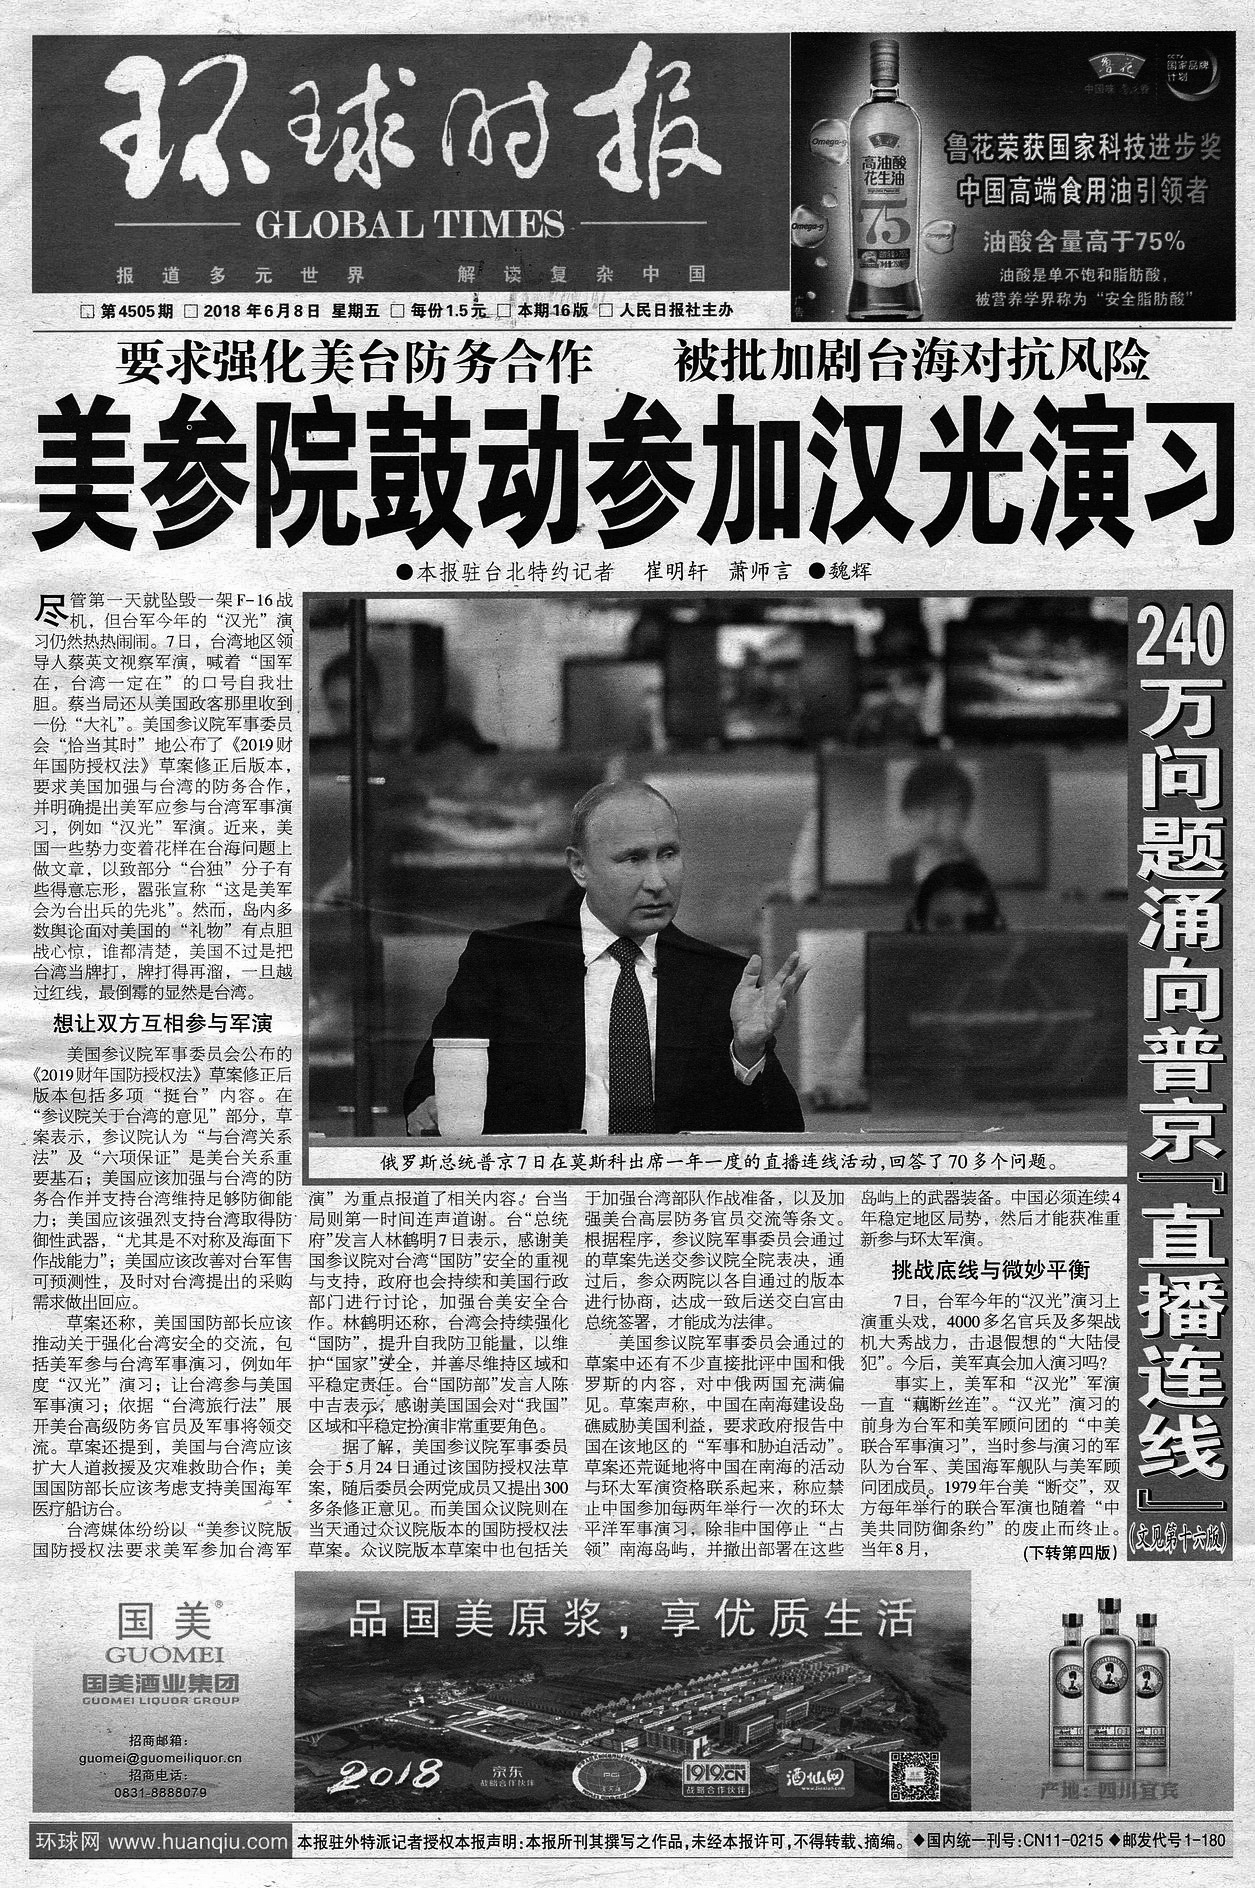 环球时报
GLOBAL TIMES
报道多元世界 解读复杂中国
□ 第4505期 □ 2018年6月8日 星期五 □ 每份1.5元 □ 本期16版 □ 人民日报社主办
鲁花
中国味
国家品牌
计划
Omega-9
Omega-9
Omega-9
高油酸
花生油
75
鲁花荣获国家科技进步奖
中国高端食用油引领者
油酸含量高于75%
油酸是单不饱和脂肪酸，
被营养学界称为“安全脂肪酸”
广告
要求强化美台防务合作 被批加剧台海对抗风险
美参院鼓动参加汉光演习
●本报驻台北特约记者 崔明轩 萧师言 ●魏辉
尽管第一天就坠毁一架F-16战
机，但台军今年的“汉光”演
习仍然热热闹闹。7日，台湾地区领
导人蔡英文视察军演，喊着“国军
在，台湾一定在”的口号自我壮
胆。蔡当局还从美国政客那里收到
一份“大礼”。美国参议院军事委员
会“恰当其时”地公布了《2019财
年国防授权法》草案修正后版本，
要求美国加强与台湾的防务合作，
并明确提出美军应参与台湾军事演
习，例如“汉光”军演。近来，美
国一些势力变着花样在台海问题上
做文章，以致部分“台独”分子有
些得意忘形，嚣张宣称“这是美军
会为台出兵的先兆”。然而，岛内多
数舆论面对美国的“礼物”有点胆
战心惊，谁都清楚，美国不过是把
台湾当牌打，牌打得再溜，一旦越
过红线，最倒霉的显然是台湾。
想让双方互相参与军演
美国参议院军事委员会公布的
《2019财年国防授权法》草案修正后
版本包括多项“挺台”内容。在
“参议院关于台湾的意见”部分，草
案表示，参议院认为“与台湾关系
法”及“六项保证”是美台关系重
要基石；美国应该加强与台湾的防
务合作并支持台湾维持足够防御能
力；美国应该强烈支持台湾取得防
御性武器，“尤其是不对称及海面下
作战能力”；美国应该改善对台军售
可预测性，及时对台湾提出的采购
需求做出回应。
草案还称，美国国防部长应该
推动关于强化台湾安全的交流，包
括美军参与台湾军事演习，例如年
度“汉光”演习；让台湾参与美国
军事演习；依据“台湾旅行法”展
开美台高级防务官员及军事将领交
流。草案还提到，美国与台湾应该
扩大人道救援及灾难救助合作；美
国国防部长应该考虑支持美国海军
医疗船访台。
台湾媒体纷纷以“美参议院版
国防授权法要求美军参加台湾军
俄罗斯总统普京7日在莫斯科出席一年一度的直播连线活动，回答了70多个问题。
演”为重点报道了相关内容。台当
局则第一时间连声道谢。台“总统
府”发言人林鹤明7日表示，感谢美
国参议院对台湾“国防”安全的重视
与支持，政府也会持续和美国行政
部门进行讨论，加强台美安全合
作。林鹤明还称，台湾会持续强化
“国防”，提升自我防卫能量，以维
护“国家”安全，并善尽维持区域和
平稳定责任。台“国防部”发言人陈
中吉表示，感谢美国国会对“我国”
区域和平稳定扮演非常重要角色。
据了解，美国参议院军事委员
会于5月24日通过该国防授权法草
案，随后委员会两党成员又提出300
多条修正意见。而美国众议院则在
当天通过众议院版本的国防授权法
草案。众议院版本草案中也包括关
于加强台湾部队作战准备，以及加
强美台高层防务官员交流等条文。
根据程序，参议院军事委员会通过
的草案先送交参议院全院表决，通
过后，参众两院以各自通过的版本
进行协商，达成一致后送交白宫由
总统签署，才能成为法律。
美国参议院军事委员会通过的
草案中还有不少直接批评中国和俄
罗斯的内容，对中俄两国充满偏
见。草案声称，中国在南海建设岛
礁威胁美国利益，要求政府报告中
国在该地区的“军事和胁迫活动”。
草案还荒诞地将中国在南海的活动
与环太军演资格联系起来，称应禁
止中国参加每两年举行一次的环太
平洋军事演习，除非中国停止“占
领”南海岛屿，并撤出部署在这些
岛屿上的武器装备。中国必须连续4
年稳定地区局势，然后才能获准重
新参与环太军演。
挑战底线与微妙平衡
7日，台军今年的“汉光”演习上
演重头戏，4000多名官兵及多架战
机大秀战力，击退假想的“大陆侵
犯”。今后，美军真会加入演习吗？
事实上，美军和“汉光”军演
一直“藕断丝连”。“汉光”演习的
前身为台军和美军顾问团的“中美
联合军事演习”，当时参与演习的军
队为台军、美国海军舰队与美军顾
问团成员。1979年台美“断交”，双
方每年举行的联合军演也随着“中
美共同防御条约”的废止而终止。
当年8月， （下转第四版）
240万问题涌向普京『直播连线』
（文见第十六版）
国美®
GUOMEI
国美酒业集团
GUOMEI LIQUOR GROUP
招商邮箱：
guomei@guomeiliquor.cn
招商电话：
0831-8888079
品国美原浆，享优质生活
2018
京东
战略合作伙伴
1919.CN
战略合作伙伴
酒仙网
产地：四川宜宾
环球网 www.huanqiu.com
本报驻外特派记者授权本报声明：本报所刊其撰写之作品，未经本报许可，不得转载、摘编。 ◆国内统一刊号：CN11-0215 ◆邮发代号1-180